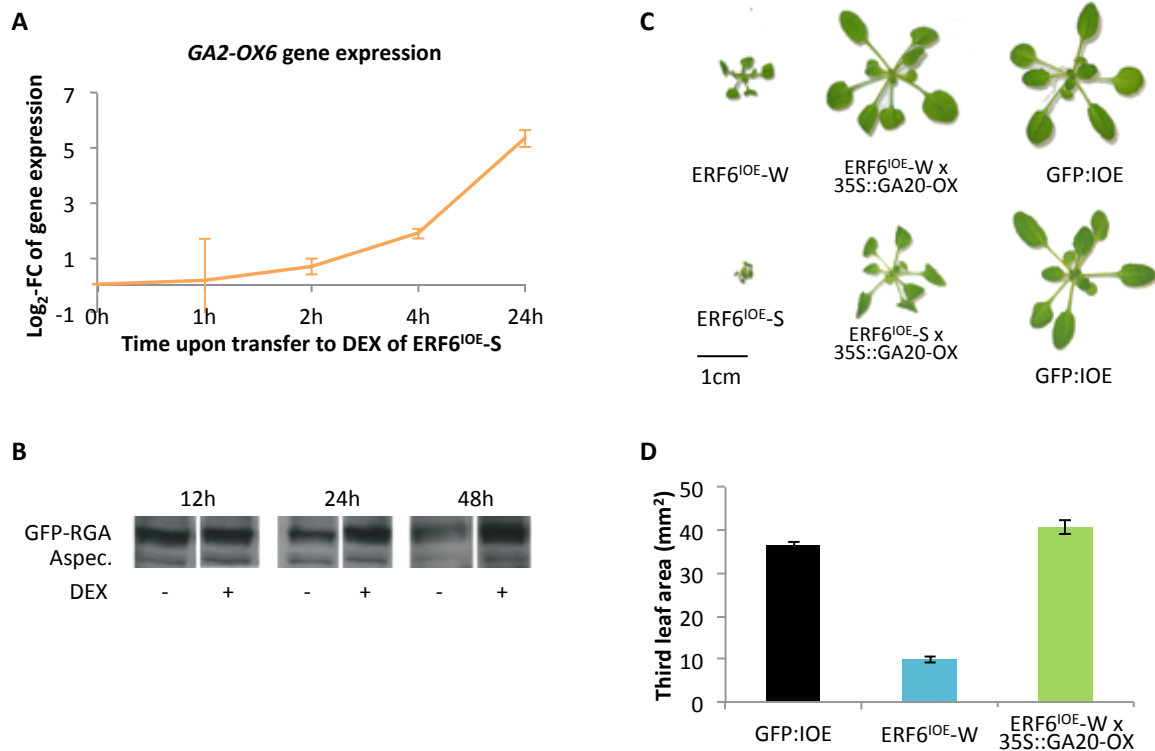 A
GA2-OX6 gene expression
Log₂-FC of gene expression
7
5
3
1
-1
0h 1h 2h 4h 24h
Time upon transfer to DEX of ERF6ᴵᴼᴱ-S
B
12h 24h 48h
GFP-RGA
Aspec.
DEX - + - + - +
C
ERF6ᴵᴼᴱ-W
ERF6ᴵᴼᴱ-W x
35S::GA20-OX
GFP:IOE
ERF6ᴵᴼᴱ-S
ERF6ᴵᴼᴱ-S x
35S::GA20-OX
GFP:IOE
1cm
D
Third leaf area (mm²)
50
40
30
20
10
0
GFP:IOE
ERF6ᴵᴼᴱ-W
ERF6ᴵᴼᴱ-W x
35S::GA20-OX